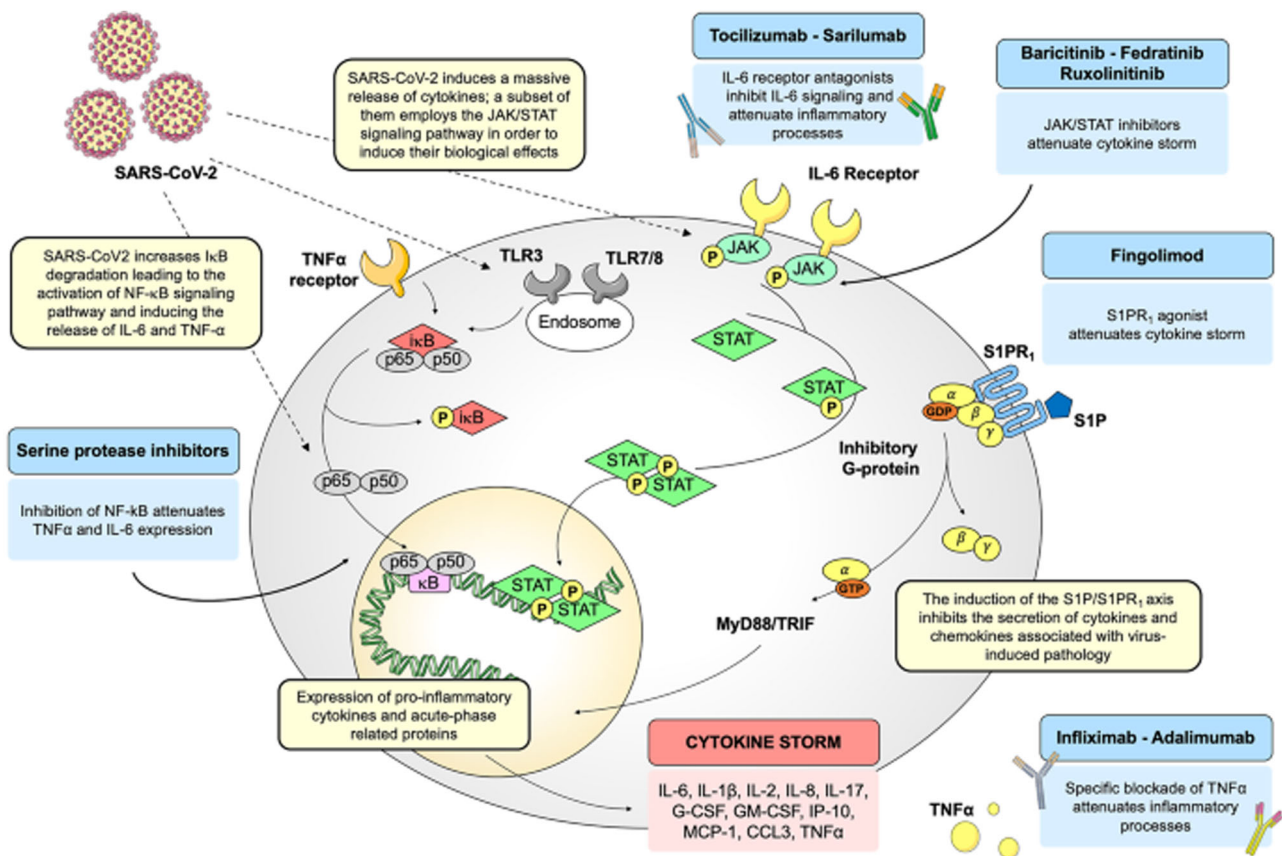 SARS-CoV-2
SARS-CoV-2 induces a massive
release of cytokines; a subset of
them employs the JAK/STAT
signaling pathway in order to
induce their biological effects
Tocilizumab - Sarilumab
IL-6 receptor antagonists
inhibit IL-6 signaling and
attenuate inflammatory
processes
Baricitinib - Fedratinib
Ruxolinitinib
JAK/STAT inhibitors
attenuate cytokine storm
IL-6 Receptor
JAK
P
JAK
P
SARS-CoV2 increases IκB
degradation leading to the
activation of NF-κB signaling
pathway and inducing the
release of IL-6 and TNF-α
TNFα
receptor
TLR3
TLR7/8
Endosome
iκB
p65
p50
P
iκB
p65
p50
STAT
STAT
P
STAT
P
P
STAT
Fingolimod
S1PR1 agonist
attenuates cytokine storm
S1PR1
S1P
α
GDP
β
γ
Inhibitory
G-protein
β
γ
α
GTP
MyD88/TRIF
Serine protease inhibitors
Inhibition of NF-kB attenuates
TNFα and IL-6 expression
p65
p50
κB
STAT
P
P
STAT
The induction of the S1P/S1PR1 axis
inhibits the secretion of cytokines and
chemokines associated with virus-
induced pathology
Expression of pro-inflammatory
cytokines and acute-phase
related proteins
CYTOKINE STORM
IL-6, IL-1β, IL-2, IL-8, IL-17,
G-CSF, GM-CSF, IP-10,
MCP-1, CCL3, TNFα
TNFα
Infliximab - Adalimumab
Specific blockade of TNFα
attenuates inflammatory
processes